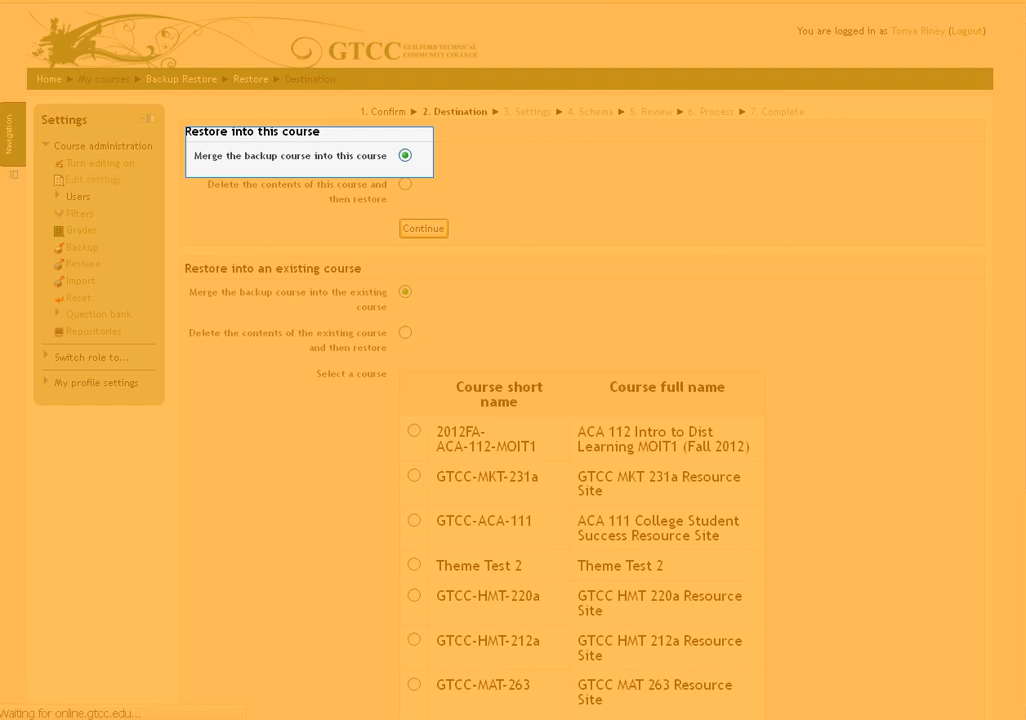 You are logged in as Tonya Riney (Logout)
GTCC GUILFORD TECHNICAL
COMMUNITY COLLEGE
Home ► My courses ► Backup Restore ► Restore ► Destination
Navigation
Settings
Course administration
Turn editing on
Edit settings
Users
Filters
Grades
Backup
Restore
Import
Reset
Question bank
Repositories
Switch role to...
My profile settings
1. Confirm ► 2. Destination ► 3. Settings ► 4. Schema ► 5. Review ► 6. Process ► 7. Complete
Restore into this course
Merge the backup course into this course
Delete the contents of this course and
then restore
Continue
Restore into an existing course
Merge the backup course into the existing
course
Delete the contents of the existing course
and then restore
Select a course
Course short
name
Course full name
2012FA-
ACA-112-MOIT1
ACA 112 Intro to Dist
Learning MOIT1 (Fall 2012)
GTCC-MKT-231a
GTCC MKT 231a Resource
Site
GTCC-ACA-111
ACA 111 College Student
Success Resource Site
Theme Test 2
Theme Test 2
GTCC-HMT-220a
GTCC HMT 220a Resource
Site
GTCC-HMT-212a
GTCC HMT 212a Resource
Site
GTCC-MAT-263
GTCC MAT 263 Resource
Site
Waiting for online.gtcc.edu...